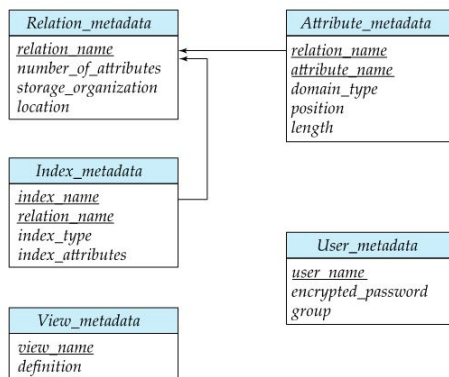 Relation_metadata
relation_name
number_of_attributes
storage_organization
location
Attribute_metadata
relation_name
attribute_name
domain_type
position
length
Index_metadata
index_name
relation_name
index_type
index_attributes
User_metadata
user_name
encrypted_password
group
View_metadata
view_name
definition